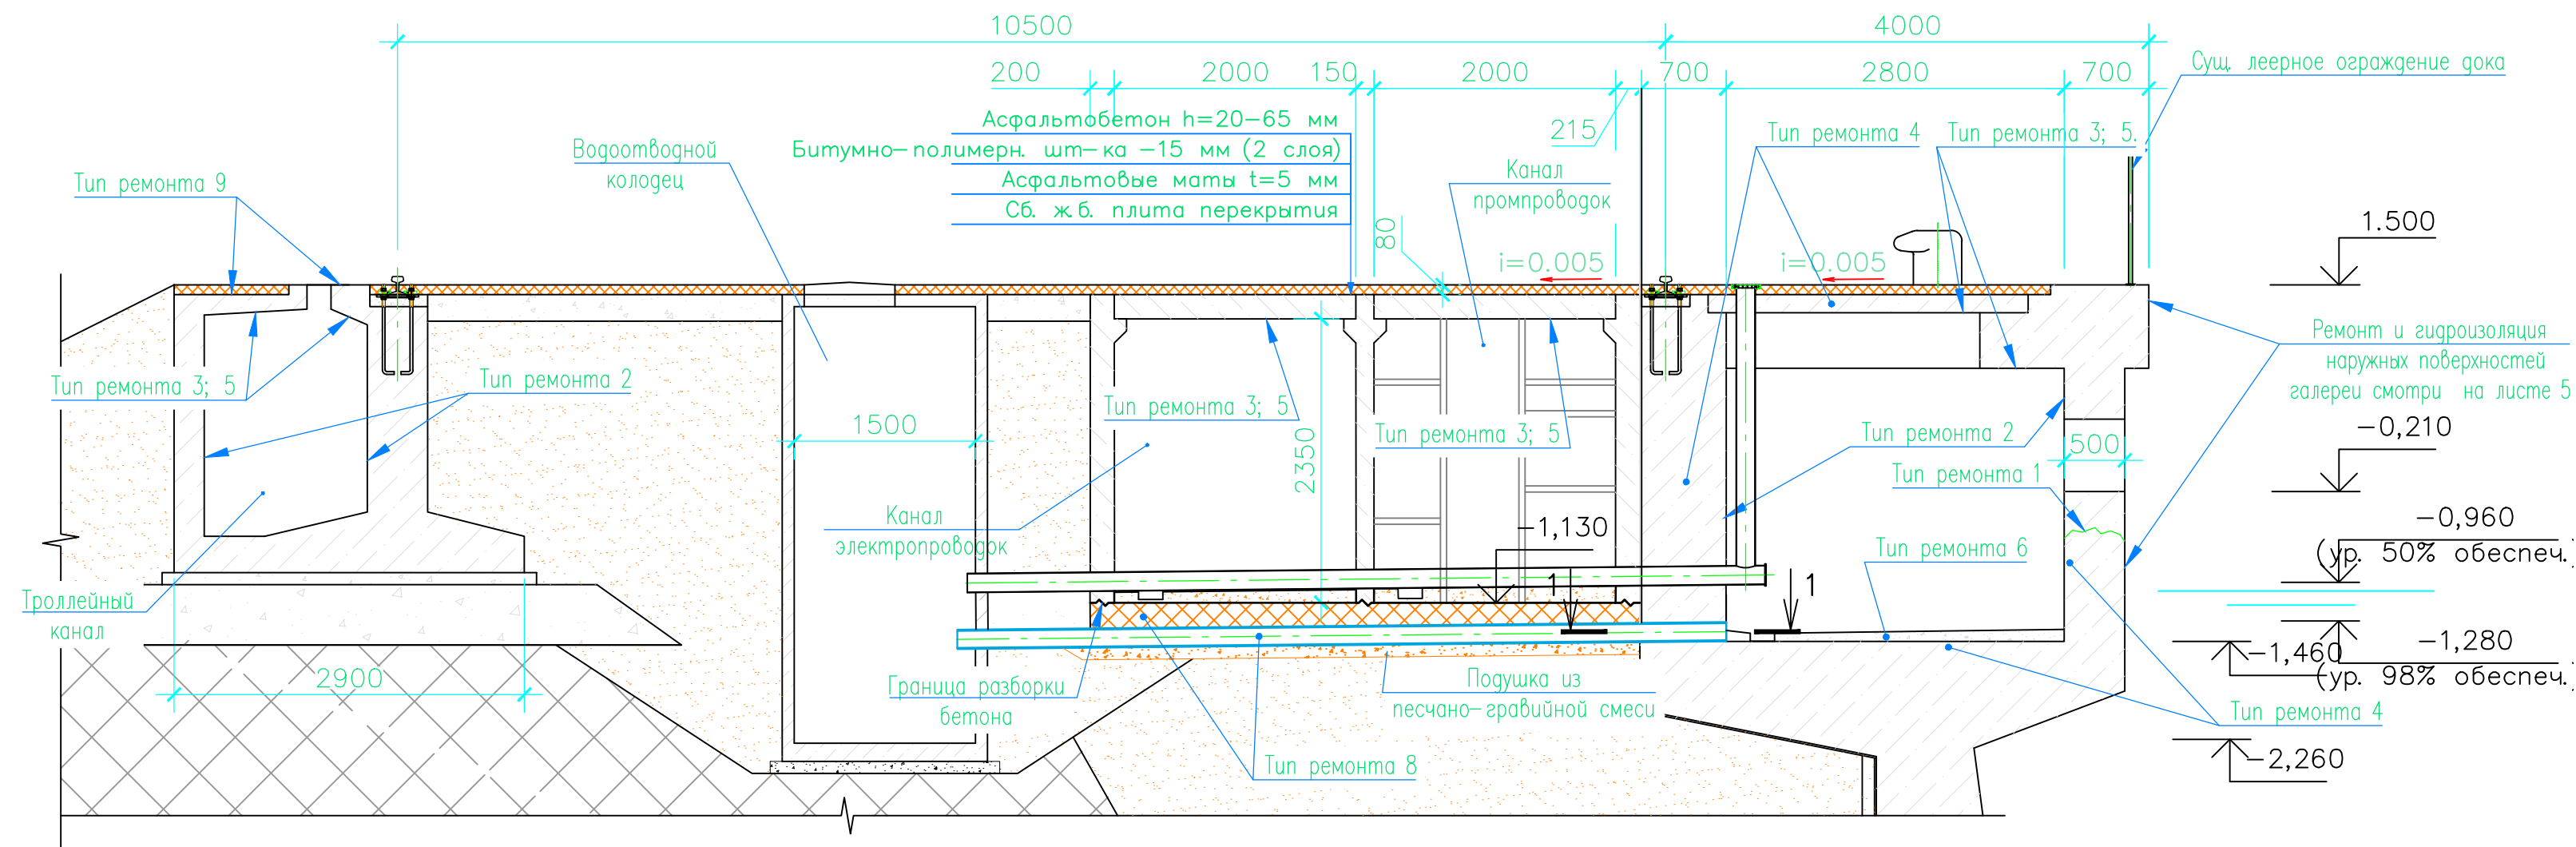 10500
4000
200
2000
150
2000
700
2800
700
Сущ. леерное ограждение дока
Асфальтобетон h=20-65 мм
Битумно-полимерн. шт-ка -15 мм (2 слоя)
Асфальтовые маты t=5 мм
Сб. ж.б. плита перекрытия
215
Тип ремонта 4
Тип ремонта 3; 5.
Водоотводной
колодец
Канал
промпроводок
Тип ремонта 9
80
i=0.005
i=0.005
1.500
Ремонт и гидроизоляция
наружных поверхностей
галереи смотри на листе 5
Тип ремонта 3; 5
Тип ремонта 2
1500
Тип ремонта 3; 5
2350
Тип ремонта 3; 5
Тип ремонта 2
500
-0,210
Тип ремонта 1
Канал
электропроводок
-1,130
Тип ремонта 6
-0,960
(ур. 50% обеспеч.)
1
1
Троллейный
канал
-1,460
-1,280
(ур. 98% обеспеч.)
2900
Граница разборки
бетона
Подушка из
песчано-гравийной смеси
Тип ремонта 4
Тип ремонта 8
-2,260